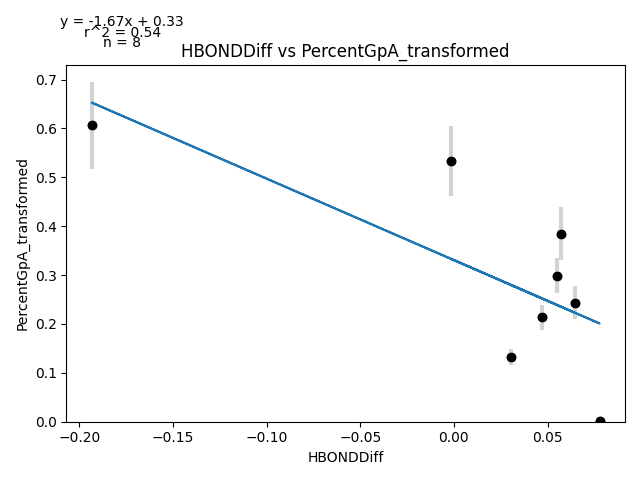 y = -1.67x + 0.33
r^2 = 0.54
n = 8
HBONDDiff vs PercentGpA_transformed
PercentGpA_transformed
0.7
0.6
0.5
0.4
0.3
0.2
0.1
0.0
−0.20 −0.15 −0.10 −0.05 0.00 0.05
HBONDDiff